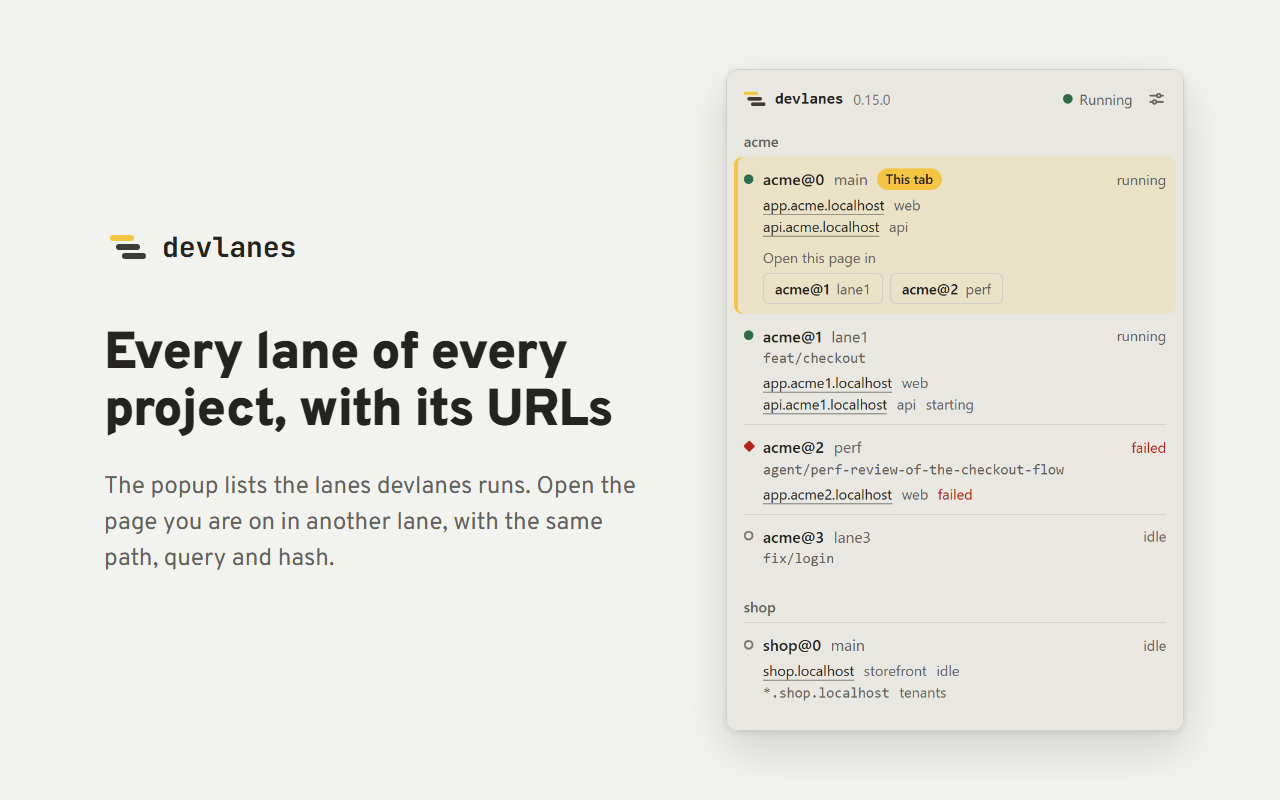 devlanes
Every lane of every
project, with its URLs
The popup lists the lanes devlanes runs. Open the
page you are on in another lane, with the same
path, query and hash.
devlanes 0.15.0 Running
acme
acme@0 main This tab running
app.acme.localhost web
api.acme.localhost api
Open this page in
acme@1 lane1 acme@2 perf
acme@1 lane1 running
feat/checkout
app.acme1.localhost web
api.acme1.localhost api starting
acme@2 perf failed
agent/perf-review-of-the-checkout-flow
app.acme2.localhost web failed
acme@3 lane3 idle
fix/login
shop
shop@0 main idle
shop.localhost storefront idle
*.shop.localhost tenants